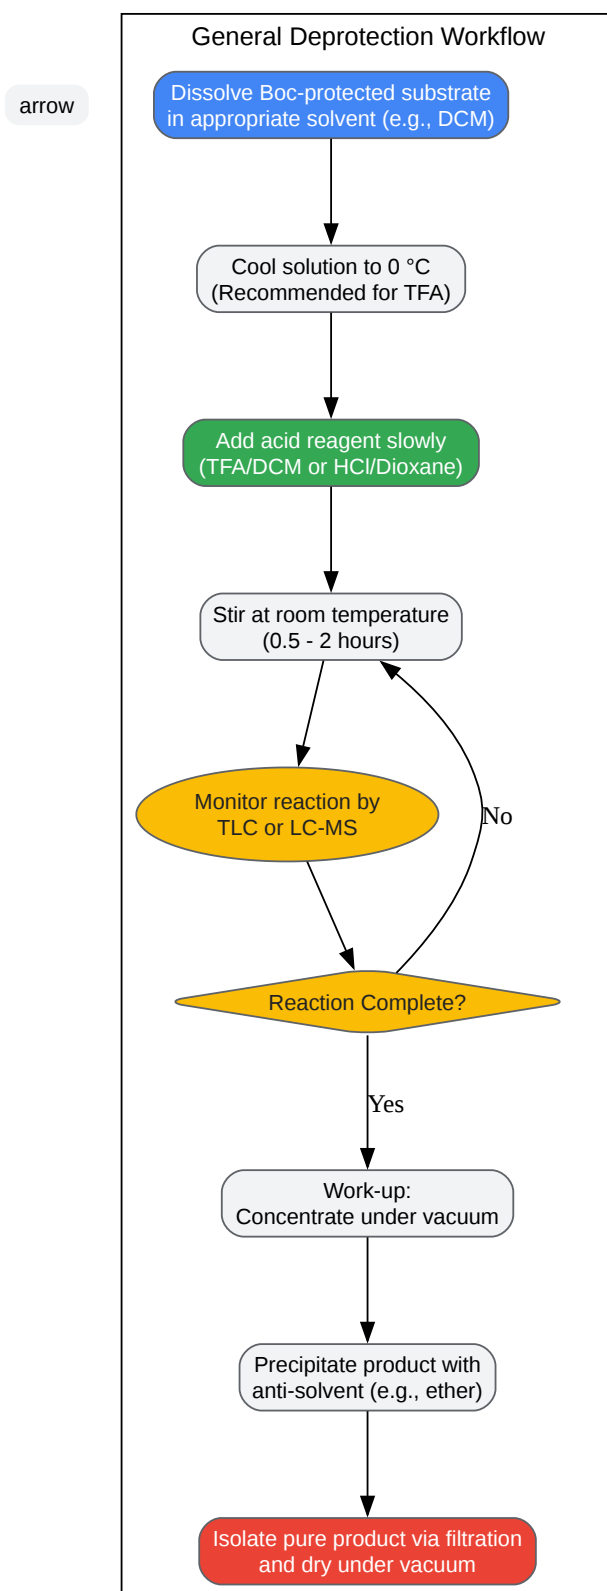 General Deprotection Workflow
arrow
Dissolve Boc-protected substrate
in appropriate solvent (e.g., DCM)
Cool solution to 0 °C
(Recommended for TFA)
Add acid reagent slowly
(TFA/DCM or HCl/Dioxane)
Stir at room temperature
(0.5 - 2 hours)
Monitor reaction by
TLC or LC-MS
No
Reaction Complete?
Yes
Work-up:
Concentrate under vacuum
Precipitate product with
anti-solvent (e.g., ether)
Isolate pure product via filtration
and dry under vacuum